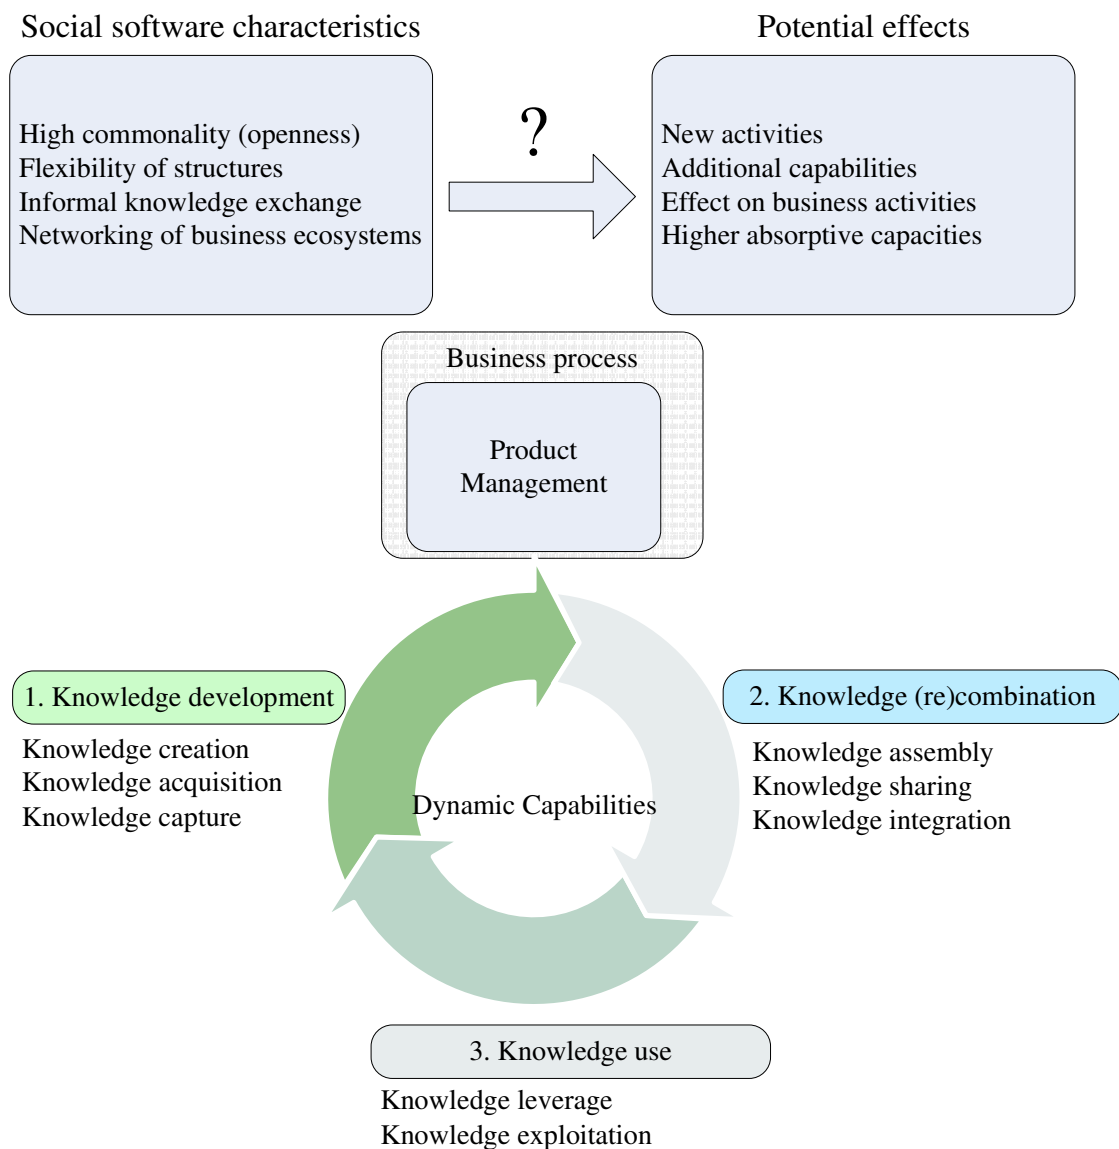 Social software characteristics
Potential effects
High commonality (openness)
Flexibility of structures
Informal knowledge exchange
Networking of business ecosystems
?
New activities
Additional capabilities
Effect on business activities
Higher absorptive capacities
Business process
Product
Management
1. Knowledge development
Knowledge creation
Knowledge acquisition
Knowledge capture
Dynamic Capabilities
2. Knowledge (re)combination
Knowledge assembly
Knowledge sharing
Knowledge integration
3. Knowledge use
Knowledge leverage
Knowledge exploitation